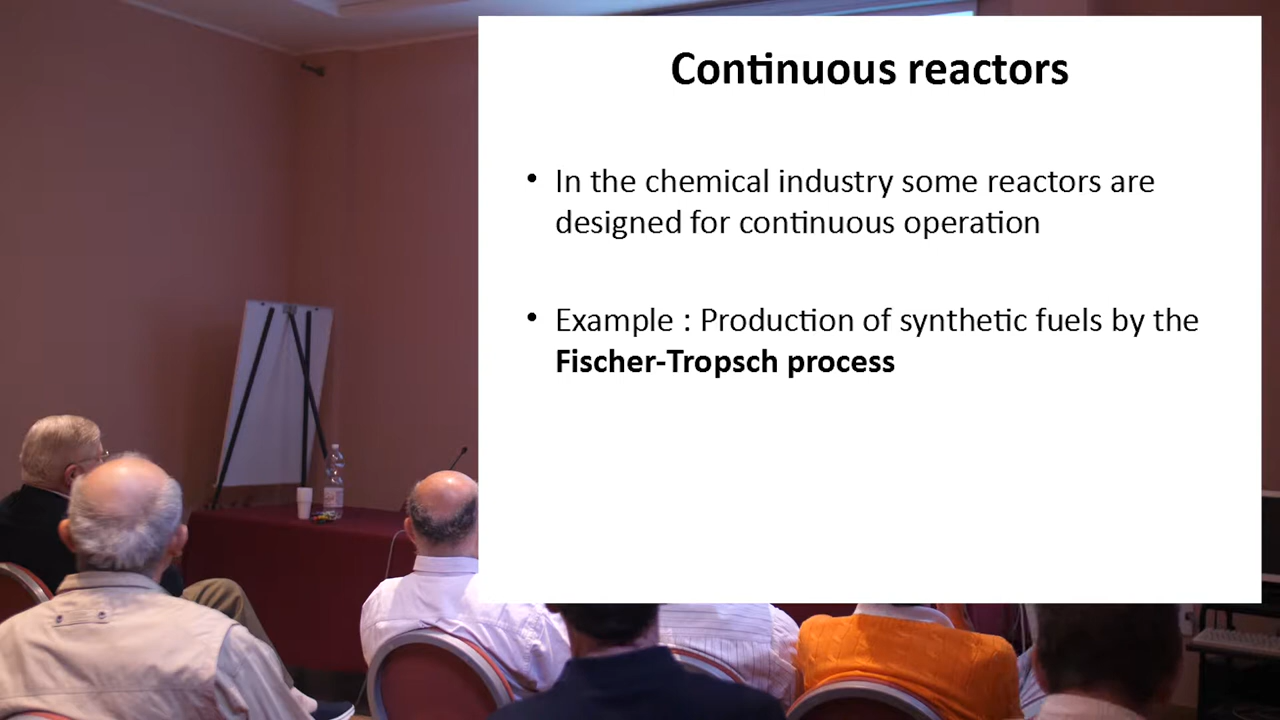 Continuous reactors
• In the chemical industry some reactors are
designed for continuous operation
• Example : Production of synthetic fuels by the
Fischer-Tropsch process